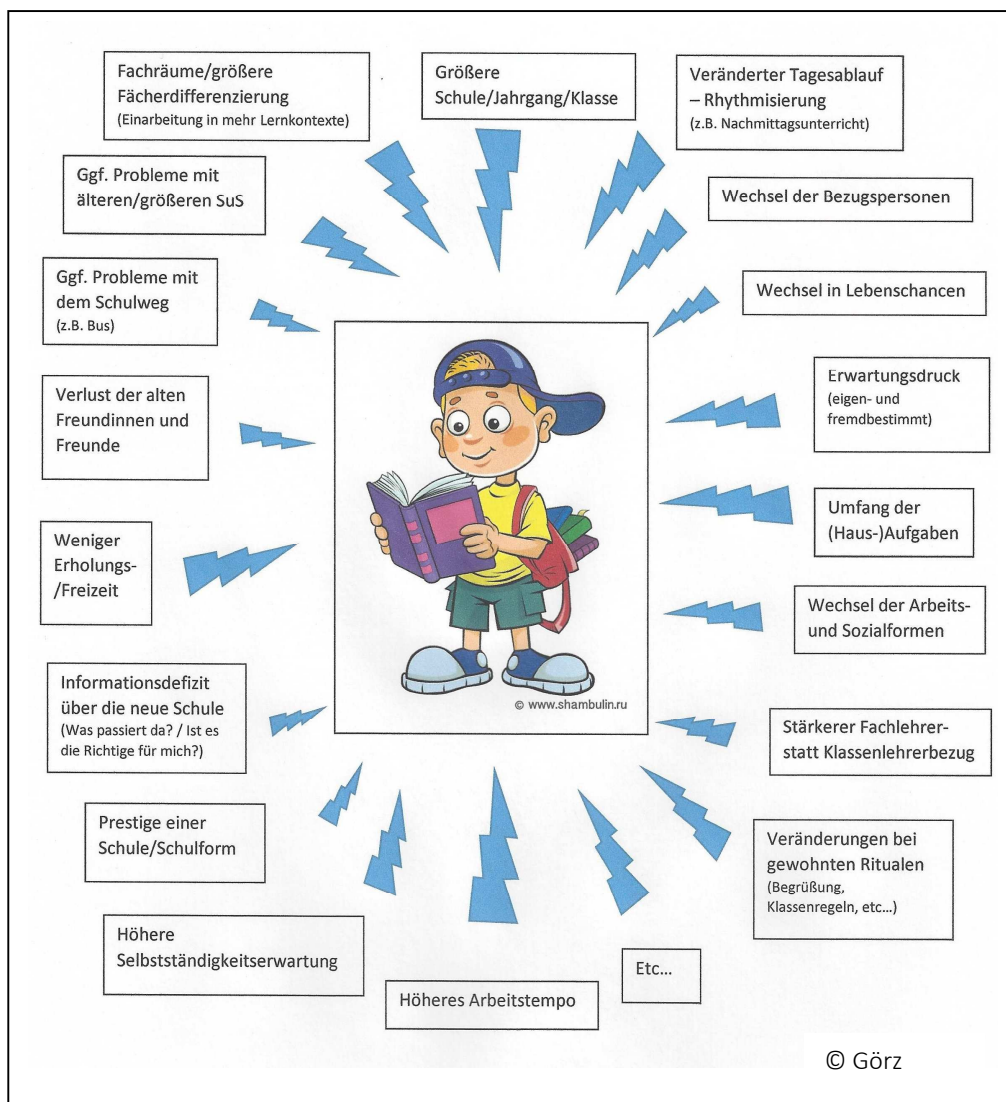 Fachräume/größere
Fächerdifferenzierung
(Einarbeitung in mehr Lernkontexte)
Größere
Schule/Jahrgang/Klasse
Veränderter Tagesablauf
– Rhythmisierung
(z.B. Nachmittagsunterricht)
Ggf. Probleme mit
älteren/größeren SuS
Wechsel der Bezugspersonen
Ggf. Probleme mit
dem Schulweg
(z.B. Bus)
Wechsel in Lebenschancen
Verlust der alten
Freundinnen und
Freunde
Erwartungsdruck
(eigen- und
fremdbestimmt)
Weniger
Erholungs-
/Freizeit
Umfang der
(Haus-)Aufgaben
Wechsel der Arbeits-
und Sozialformen
Informationsdefizit
über die neue Schule
(Was passiert da? / Ist es
die Richtige für mich?)
© www.shambulin.ru
Stärkerer Fachlehrer-
statt Klassenlehrerbezug
Prestige einer
Schule/Schulform
Veränderungen bei
gewohnten Ritualen
(Begrüßung,
Klassenregeln, etc...)
Höhere
Selbstständigkeitserwartung
Höheres Arbeitstempo
Etc...
© Görz